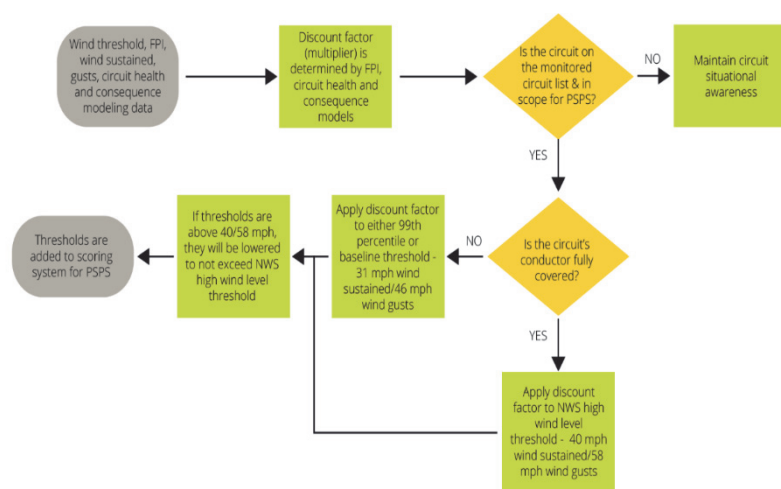 Wind threshold, FPI,
wind sustained,
gusts, circuit health
and consequence
modeling data
Discount factor
(multiplier) is
determined by FPI,
circuit health and
consequence
models
Is the circuit on
the monitored
circuit list & in
scope for PSPS?
NO
Maintain circuit
situational
awareness
YES
Is the circuit's
conductor fully
covered?
NO
Apply discount factor
to either 99th
percentile or
baseline threshold -
31 mph wind
sustained/46 mph
wind gusts
If thresholds are
above 40/58 mph,
they will be lowered
to not exceed NWS
high wind level
threshold
Thresholds are
added to scoring
system for PSPS
YES
Apply discount
factor to NWS high
wind level
threshold - 40 mph
wind sustained/58
mph wind gusts